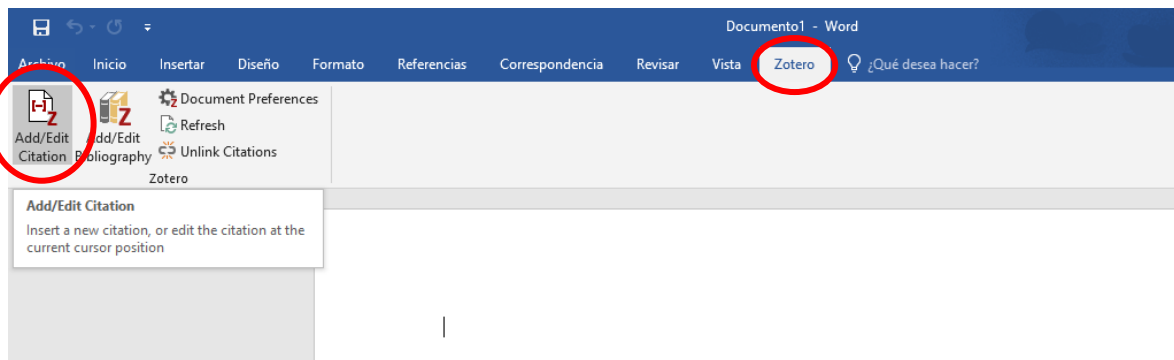 Documento1 - Word
Archivo Inicio Insertar Diseño Formato Referencias Correspondencia Revisar Vista Zotero ¿Qué desea hacer?
Add/Edit Citation
Add/Edit Bibliography
Document Preferences
Refresh
Unlink Citations
Zotero
Add/Edit Citation
Insert a new citation, or edit the citation at the
current cursor position